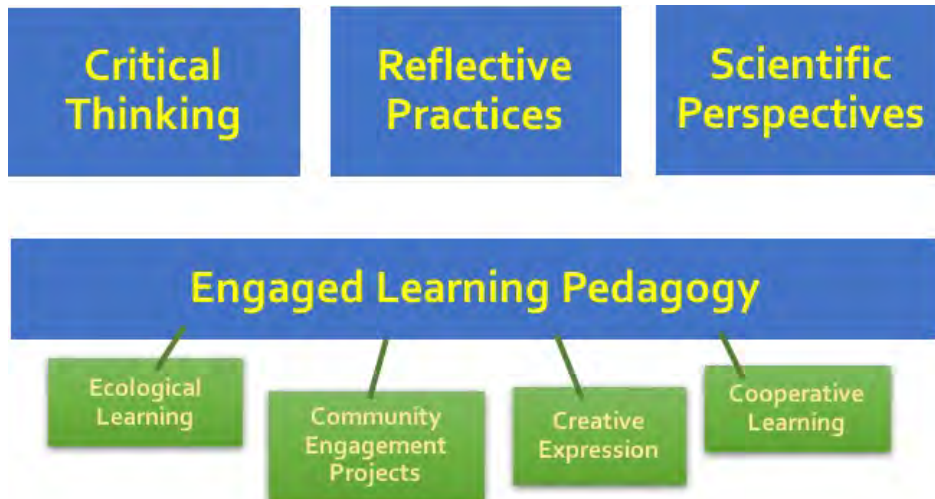 Critical
Thinking
Reflective
Practices
Scientific
Perspectives
Engaged Learning Pedagogy
Ecological
Learning
Community
Engagement
Projects
Creative
Expression
Cooperative
Learning